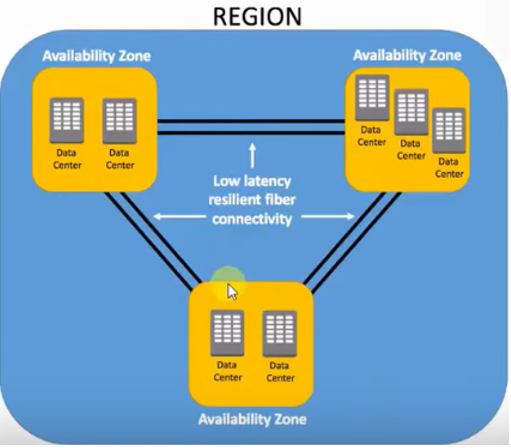 REGION
Availability Zone
Data
Center
Data
Center
Availability Zone
Data
Center
Data
Center
Data
Center
Low latency
resilient fiber
connectivity
Data
Center
Data
Center
Availability Zone